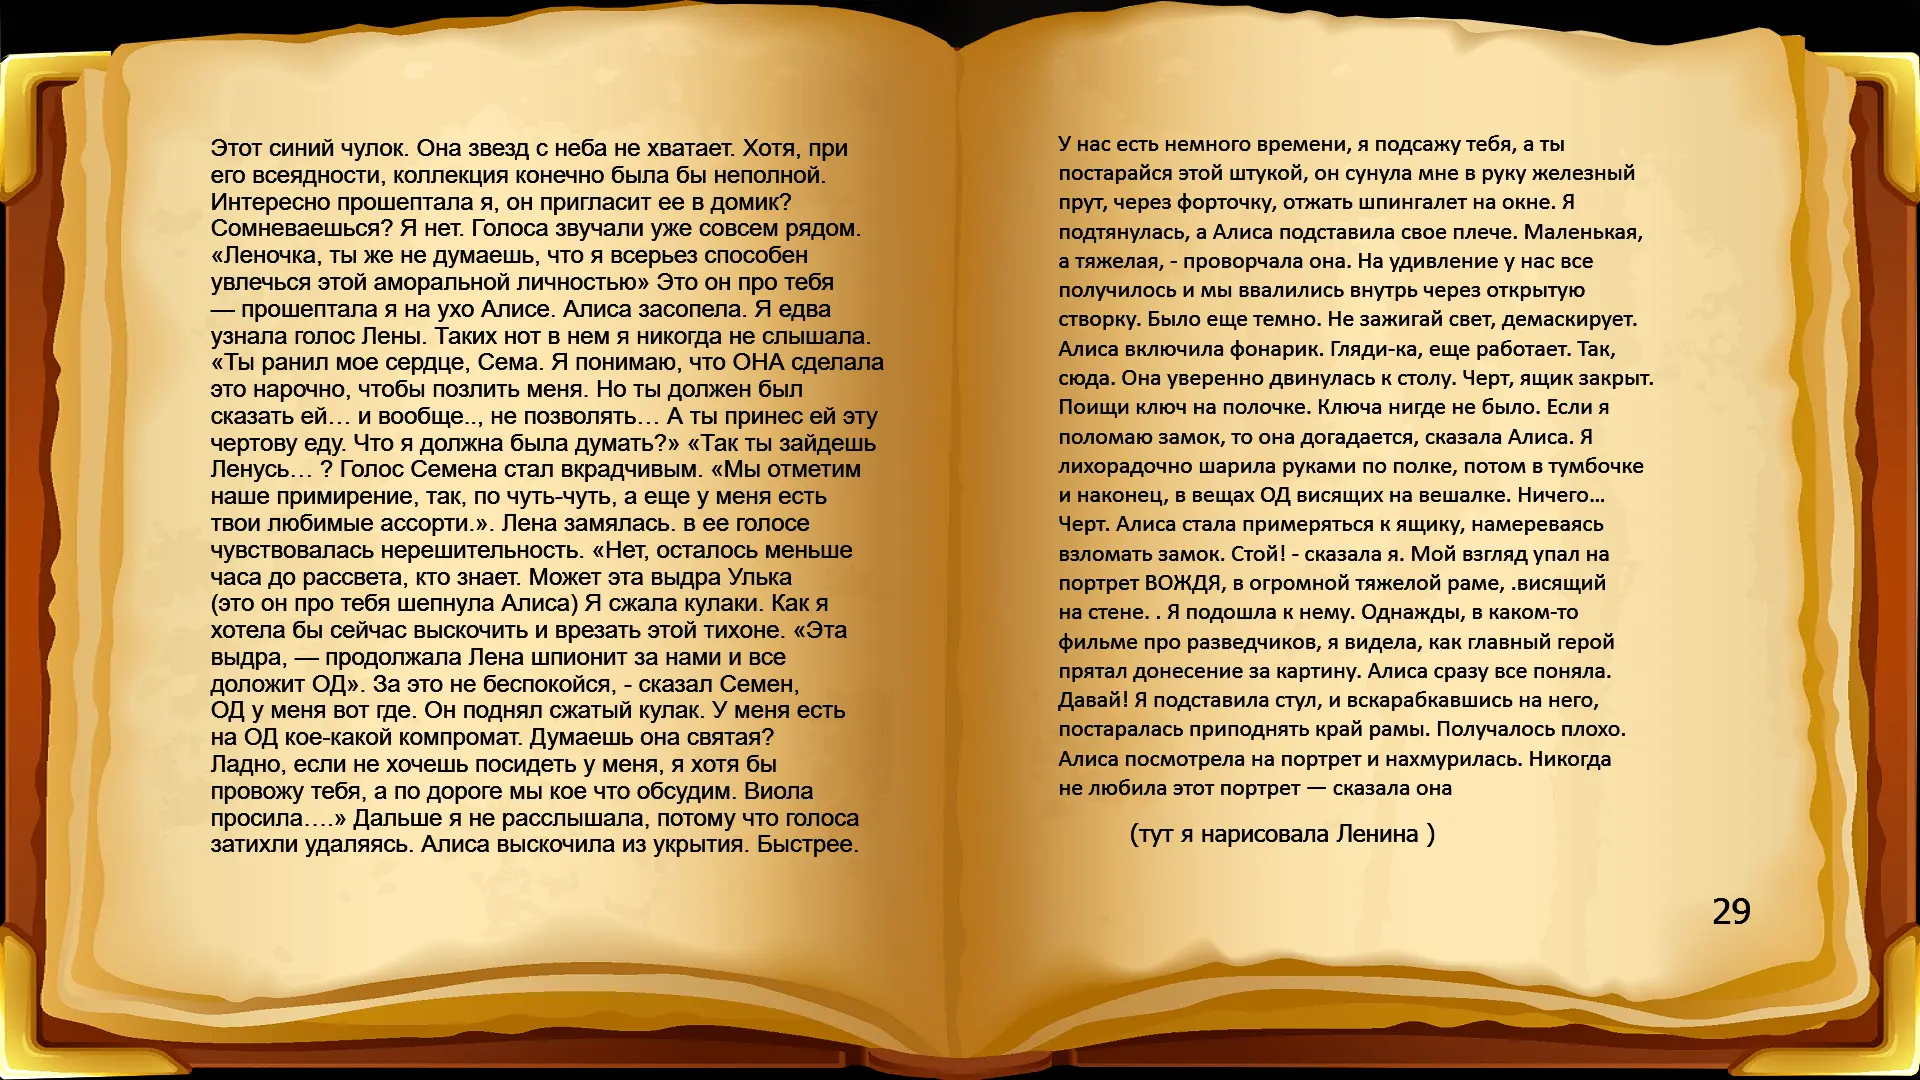 Этот синий чулок. Она звезд с неба не хватает. Хотя, при
его всеядности, коллекция конечно была бы неполной.
Интересно прошептала я, он пригласит ее в домик?
Сомневаешься? Я нет. Голоса звучали уже совсем рядом.
«Леночка, ты же не думаешь, что я всерьез способен
увлечься этой аморальной личностью» Это он про тебя
— прошептала я на ухо Алисе. Алиса засопела. Я едва
узнала голос Лены. Таких нот в нем я никогда не слышала.
«Ты ранил мое сердце, Сема. Я понимаю, что ОНА сделала
это нарочно, чтобы позлить меня. Но ты должен был
сказать ей… и вообще.., не позволять… А ты принес ей эту
чертову еду. Что я должна была думать?» «Так ты зайдешь
Ленусь… ? Голос Семена стал вкрадчивым. «Мы отметим
наше примирение, так, по чуть-чуть, а еще у меня есть
твои любимые ассорти.». Лена замялась. в ее голосе
чувствовалась нерешительность. «Нет, осталось меньше
часа до рассвета, кто знает. Может эта выдра Улька
(это он про тебя шепнула Алиса) Я сжала кулаки. Как я
хотела бы сейчас выскочить и врезать этой тихоне. «Эта
выдра, — продолжала Лена шпионит за нами и все
доложит ОД». За это не беспокойся, - сказал Семен,
ОД у меня вот где. Он поднял сжатый кулак. У меня есть
на ОД кое-какой компромат. Думаешь она святая?
Ладно, если не хочешь посидеть у меня, я хотя бы
провожу тебя, а по дороге мы кое что обсудим. Виола
просила….» Дальше я не расслышала, потому что голоса
затихли удаляясь. Алиса выскочила из укрытия. Быстрее.
У нас есть немного времени, я подсажу тебя, а ты
постарайся этой штукой, он сунула мне в руку железный
прут, через форточку, отжать шпингалет на окне. Я
подтянулась, а Алиса подставила свое плече. Маленькая,
а тяжелая, - проворчала она. На удивление у нас все
получилось и мы ввалились внутрь через открытую
створку. Было еще темно. Не зажигай свет, демаскирует.
Алиса включила фонарик. Гляди-ка, еще работает. Так,
сюда. Она уверенно двинулась к столу. Черт, ящик закрыт.
Поищи ключ на полочке. Ключа нигде не было. Если я
поломаю замок, то она догадается, сказала Алиса. Я
лихорадочно шарила руками по полке, потом в тумбочке
и наконец, в вещах ОД висящих на вешалке. Ничего…
Черт. Алиса стала примеряться к ящику, намереваясь
взломать замок. Стой! - сказала я. Мой взгляд упал на
портрет ВОЖДЯ, в огромной тяжелой раме, .висящий
на стене. . Я подошла к нему. Однажды, в каком-то
фильме про разведчиков, я видела, как главный герой
прятал донесение за картину. Алиса сразу все поняла.
Давай! Я подставила стул, и вскарабкавшись на него,
постаралась приподнять край рамы. Получалось плохо.
Алиса посмотрела на портрет и нахмурилась. Никогда
не любила этот портрет — сказала она
(тут я нарисовала Ленина )
29